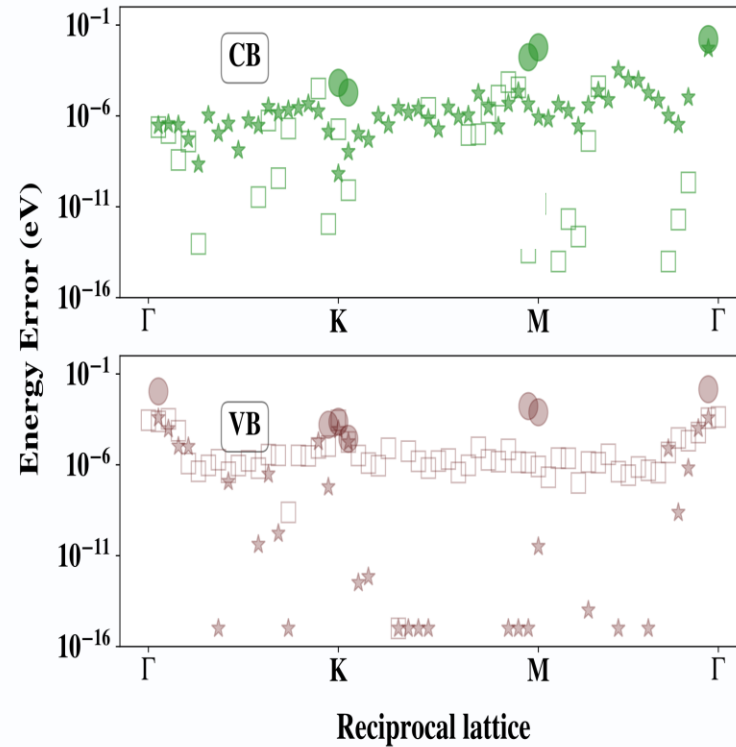 10⁻¹
CB
10⁻⁶
10⁻¹¹
10⁻¹⁶
Γ K M Γ
Energy Error (eV)
10⁻¹
VB
10⁻⁶
10⁻¹¹
10⁻¹⁶
Γ K M Γ
Reciprocal lattice